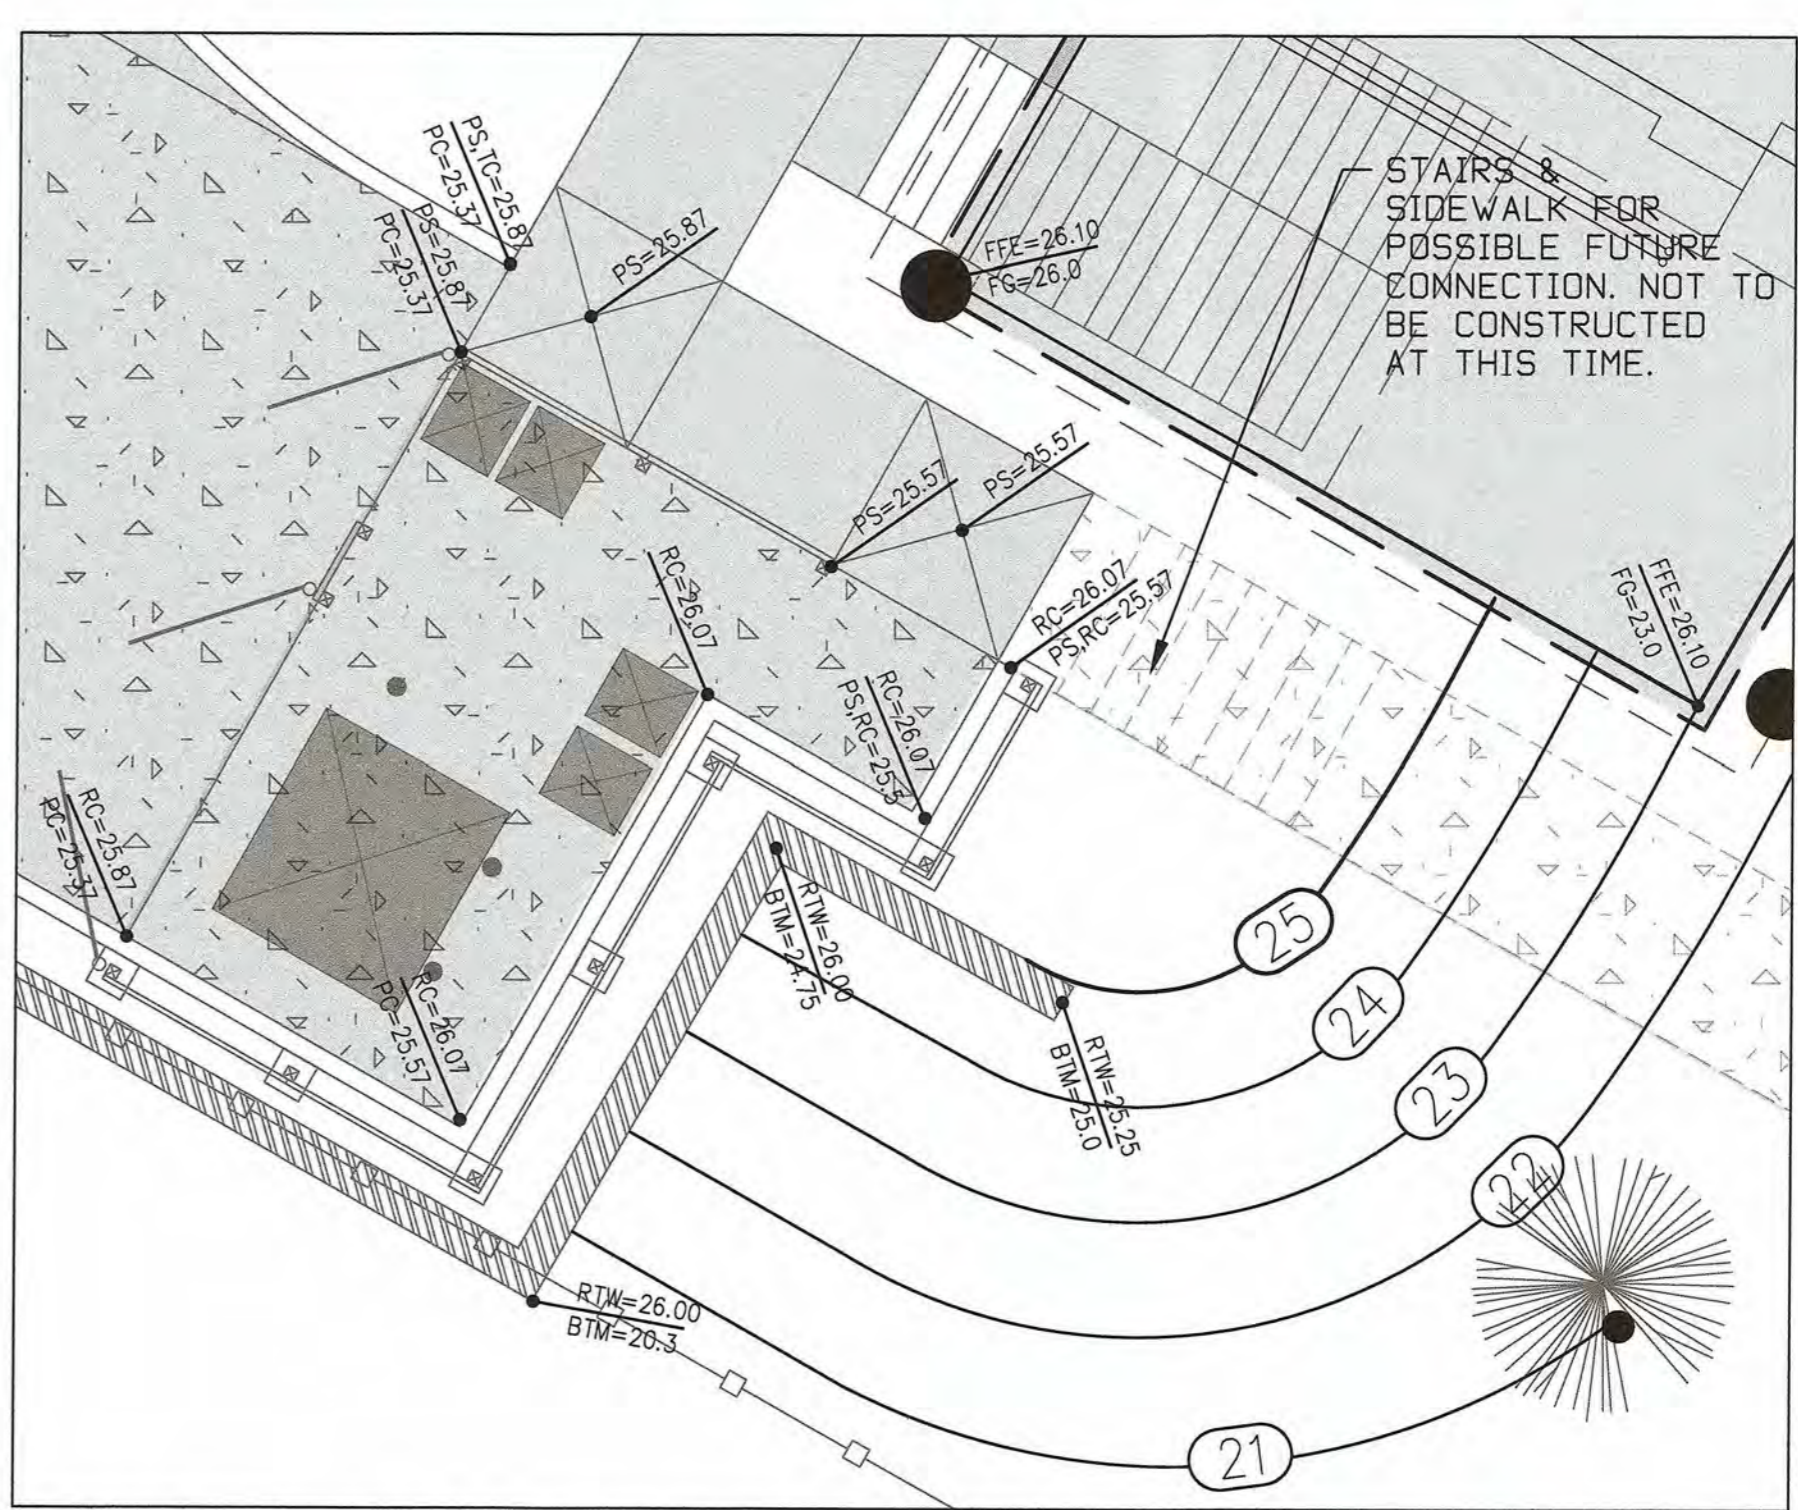 PS,TC=25.87
PC=25.37
PS=25.87
PC=25.37
PS=25.87
FFE=26.10
FG=26.0
STAIRS &
SIDEWALK FOR
POSSIBLE FUTURE
CONNECTION. NOT TO
BE CONSTRUCTED
AT THIS TIME.
PS=25.57
PS=25.57
RC=26.07
RC=26.07
PS,RC=25.57
FFE=26.10
FG=23.0
RC=26.07
PS,RC=25.5
RC=25.87
PC=25.37
RTW=26.00
BTM=24.75
25
24
RC=26.07
PC=25.57
RTW=25.25
BTM=25.0
23
22
RTW=26.00
BTM=20.3
21